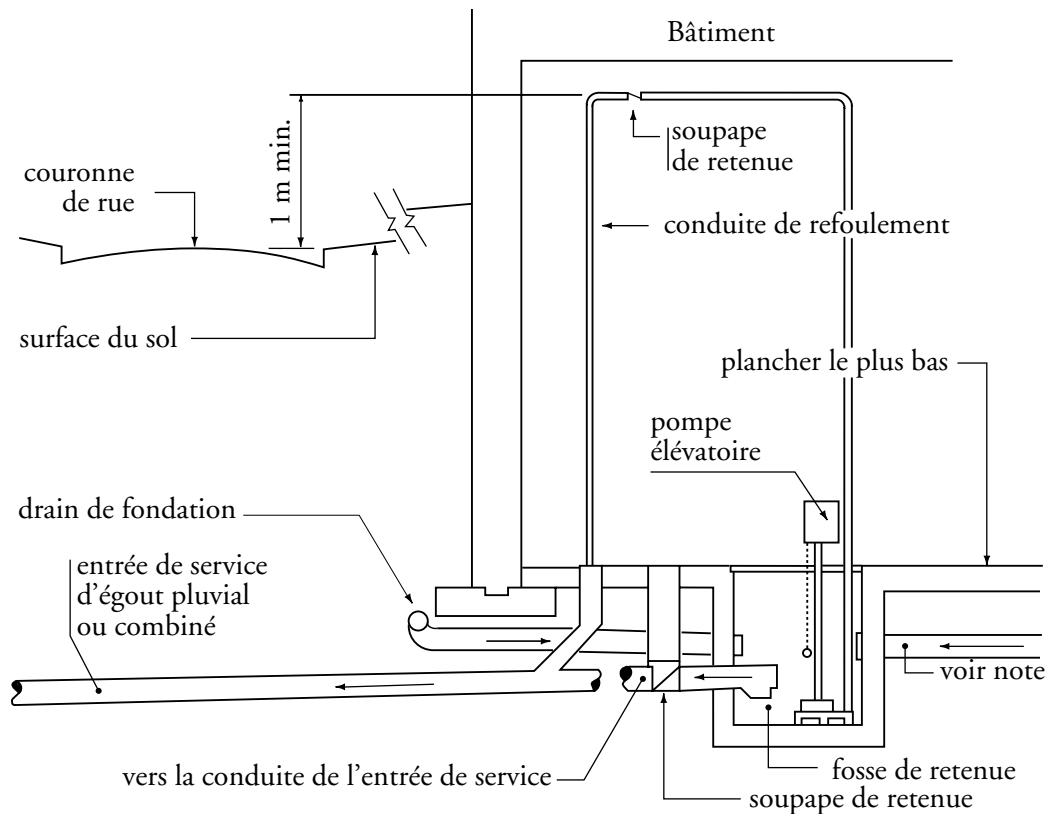 Bâtiment
soupape
de retenue
couronne
de rue
1 m min.
conduite de refoulement
surface du sol
plancher le plus bas
pompe
élévatoire
drain de fondation
entrée de service
d'égout pluvial
ou combiné
voir note
vers la conduite de l'entrée de service
fosse de retenue
soupape de retenue